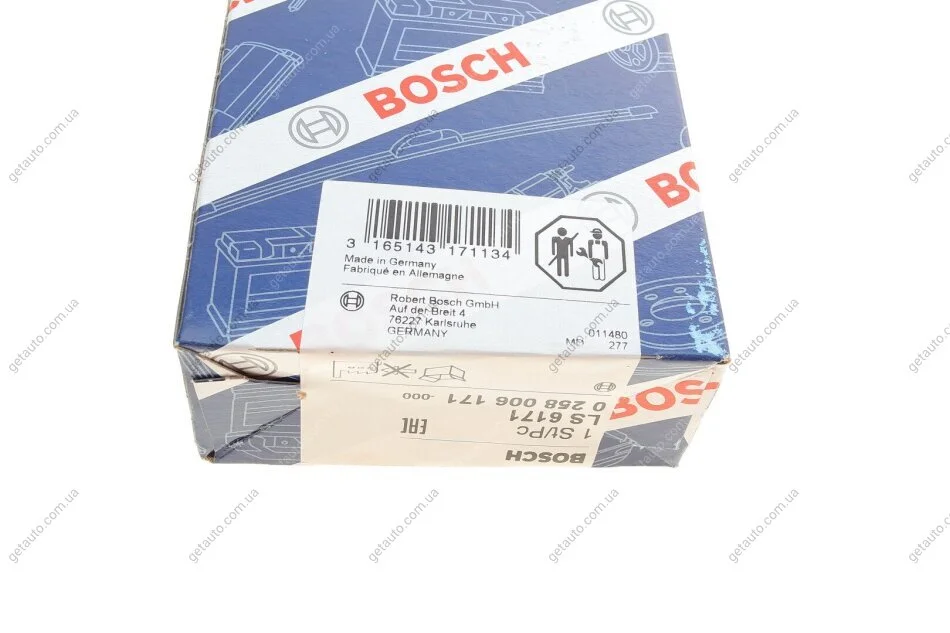 BOSCH
BOSCH
3 165143 171134
Made in Germany
Fabriqué en Allemagne
Robert Bosch GmbH
Auf der Breit 4
76227 Karlsruhe
GERMANY
011480
MB 277
BOSCH
1 St/Pc
LS 6171
0 258 006 171 -000
EAC
BOSCH
getauto.com.ua